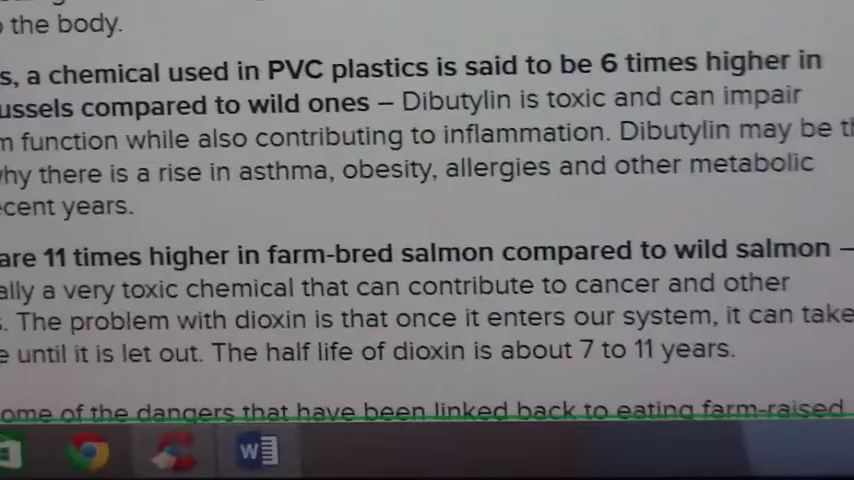 the body.
s, a chemical used in PVC plastics is said to be 6 times higher in
ussels compared to wild ones – Dibutylin is toxic and can impair
m function while also contributing to inflammation. Dibutylin may be th
why there is a rise in asthma, obesity, allergies and other metabolic
ecent years.
are 11 times higher in farm-bred salmon compared to wild salmon –
ally a very toxic chemical that can contribute to cancer and other
. The problem with dioxin is that once it enters our system, it can take
e until it is let out. The half life of dioxin is about 7 to 11 years.
ome of the dangers that have been linked back to eating farm-raised
W